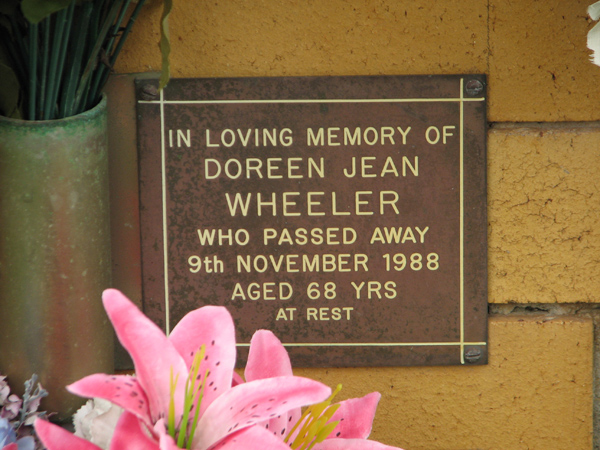 IN LOVING MEMORY OF
DOREEN JEAN
WHEELER
WHO PASSED AWAY
9th NOVEMBER 1988
AGED 68 YRS
AT REST